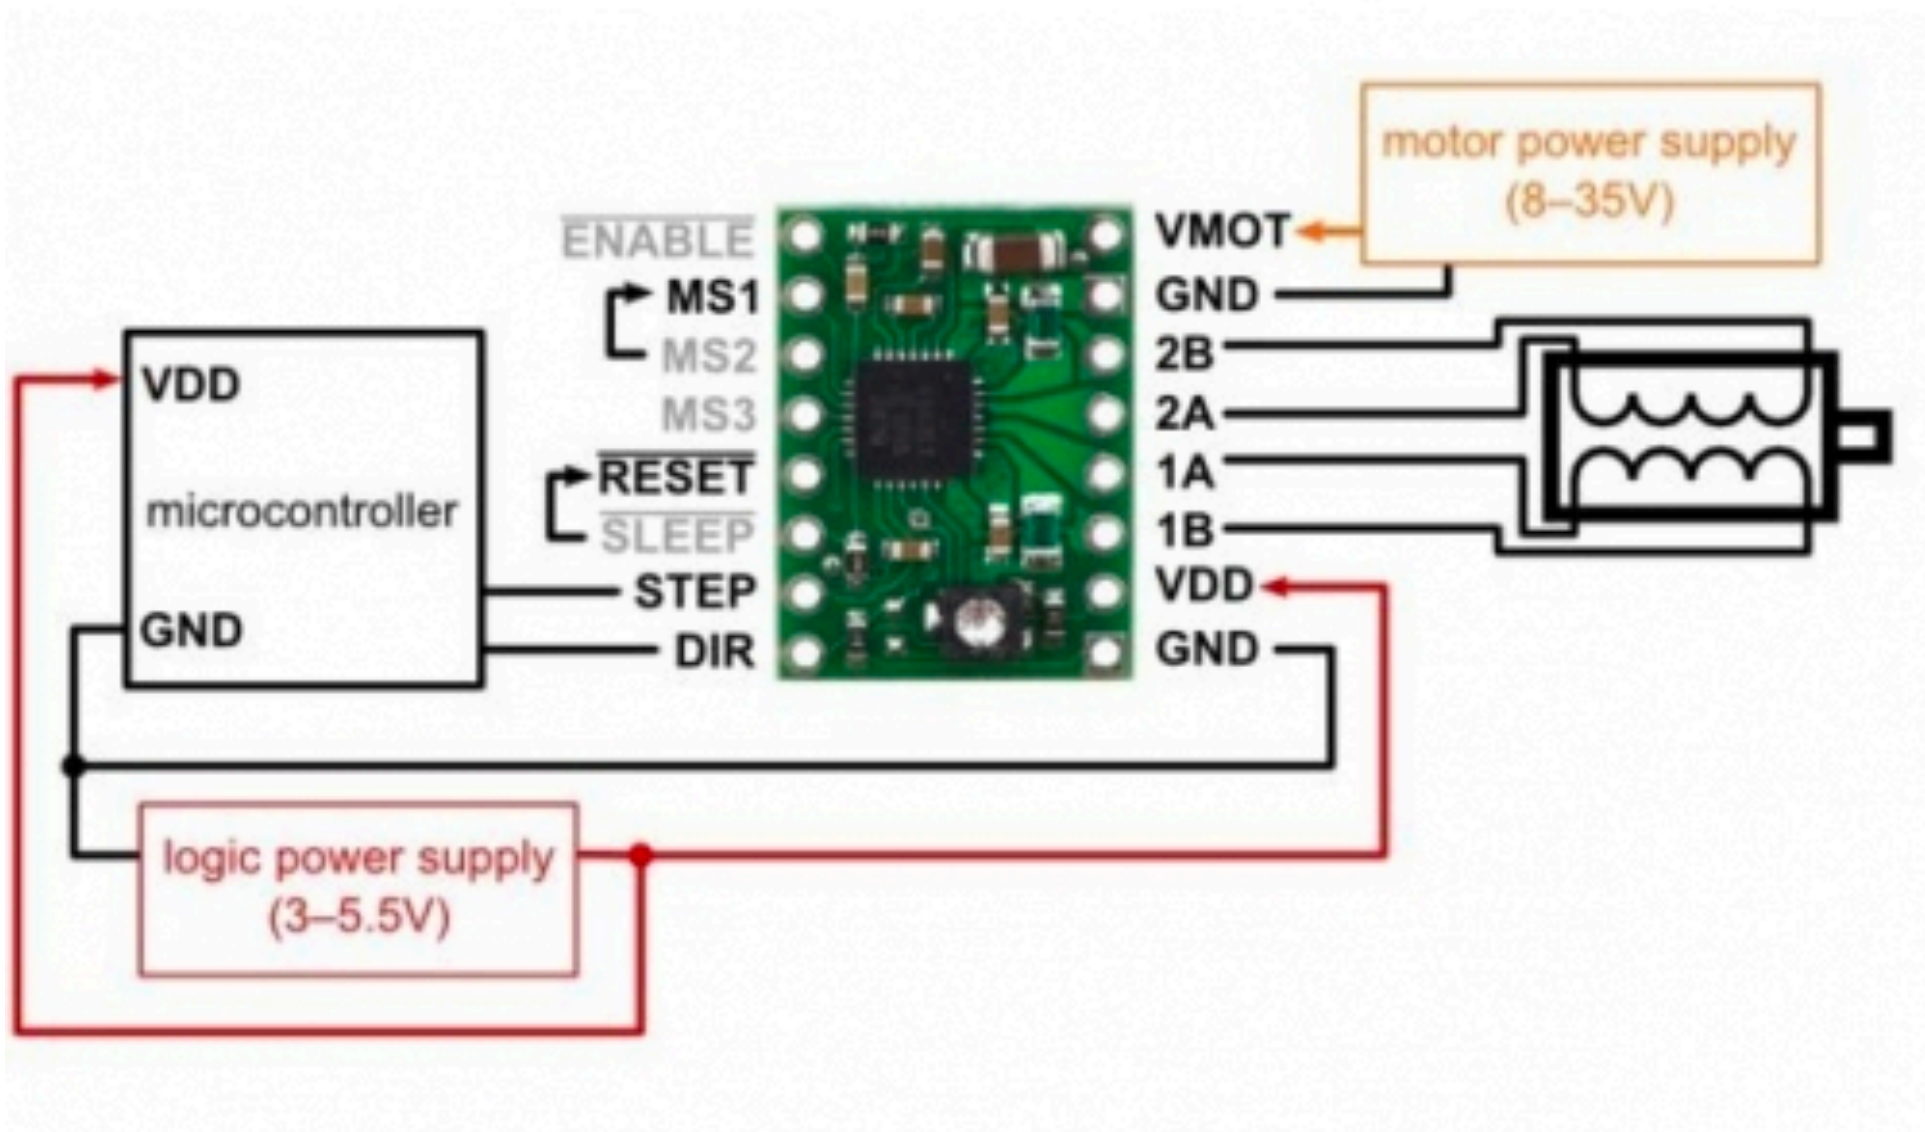 motor power supply
(8–35V)
ENABLE
MS1
MS2
MS3
RESET
SLEEP
STEP
DIR
VMOT
GND
2B
2A
1A
1B
VDD
GND
VDD
microcontroller
GND
logic power supply
(3–5.5V)